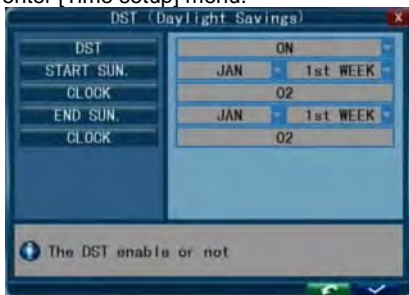 enter [Time setup] menu.
DST (Daylight Savings)
DST ON
START SUN. JAN 1st WEEK
CLOCK 02
END SUN. JAN 1st WEEK
CLOCK 02
The DST enable or not